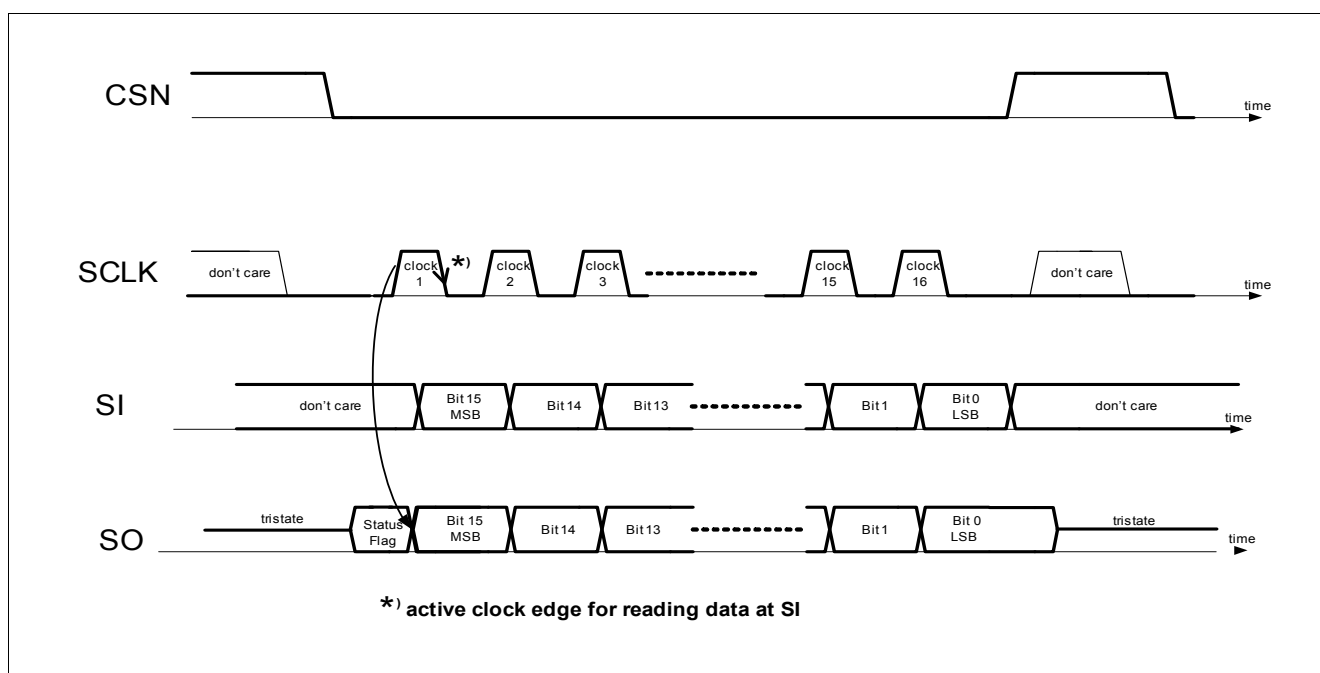 CSN
time
SCLK
don't care
clock
1
*)
clock
2
clock
3
clock
15
clock
16
don't care
time
SI
don't care
Bit 15
MSB
Bit 14
Bit 13
Bit 1
Bit 0
LSB
don't care
time
SO
tristate
Status
Flag
Bit 15
MSB
Bit 14
Bit 13
Bit 1
Bit 0
LSB
tristate
time
*) active clock edge for reading data at SI